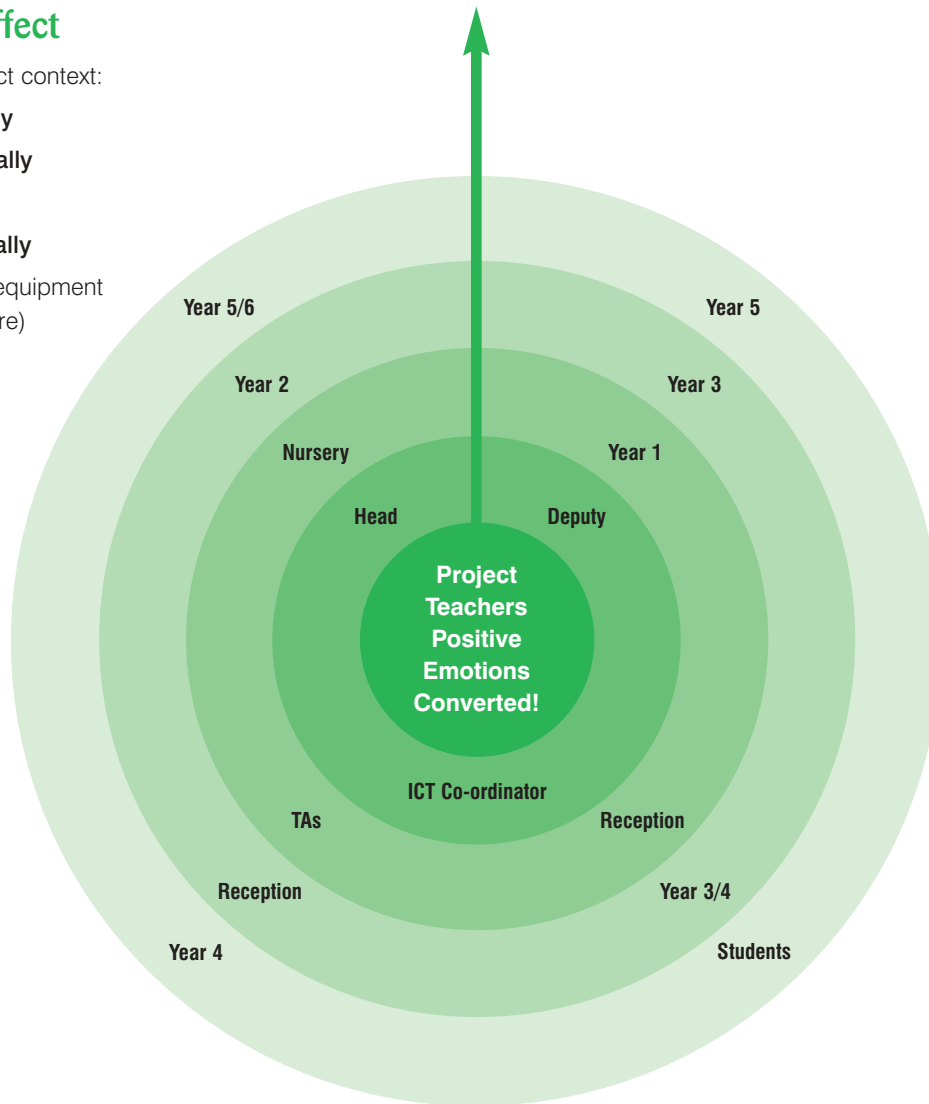 ffect
ct context:
y
ally
ally
equipment
re)
Year 5/6
Year 5
Year 2
Year 3
Nursery
Year 1
Head
Deputy
Project
Teachers
Positive
Emotions
Converted!
ICT Co-ordinator
TAs
Reception
Reception
Year 3/4
Year 4
Students